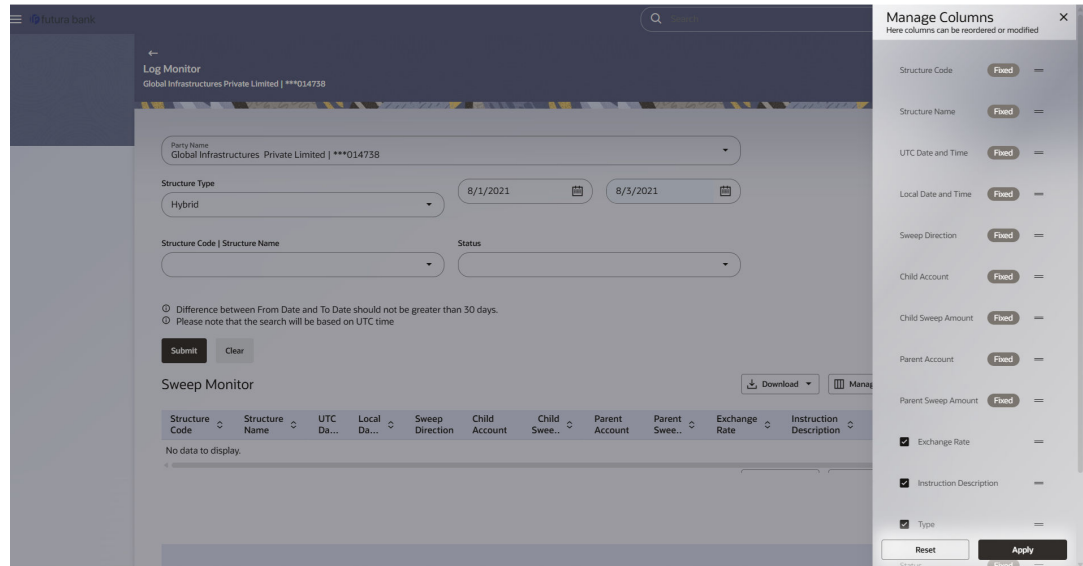 futura bank
Search
Log Monitor
Global Infrastructures Private Limited | ***014738
Party Name
Global Infrastructures Private Limited | ***014738
Structure Type
Hybrid
8/1/2021
8/3/2021
Structure Code | Structure Name
Status
Difference between From Date and To Date should not be greater than 30 days.
Please note that the search will be based on UTC time
Submit
Clear
Sweep Monitor
Download
Manag
Structure Code
Structure Name
UTC Da...
Local Da...
Sweep Direction
Child Account
Child Swee..
Parent Account
Parent Swee..
Exchange Rate
Instruction Description
No data to display.
Manage Columns
Here columns can be reordered or modified
Structure Code Fixed
Structure Name Fixed
UTC Date and Time Fixed
Local Date and Time Fixed
Sweep Direction Fixed
Child Account Fixed
Child Sweep Amount Fixed
Parent Account Fixed
Parent Sweep Amount Fixed
Exchange Rate
Instruction Description
Type
Reset
Apply
Status Fixed